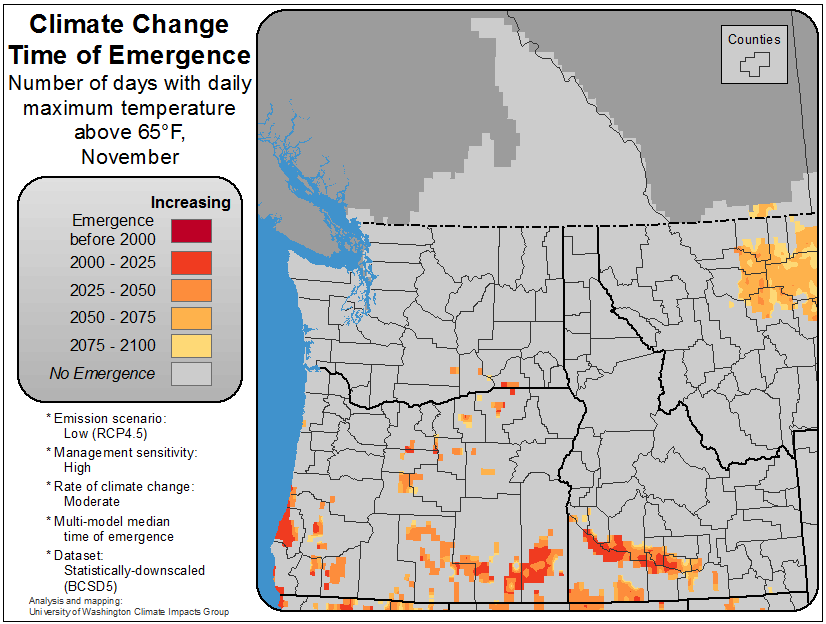 Climate Change
Time of Emergence
Number of days with daily
maximum temperature
above 65°F,
November
Increasing
Emergence
before 2000
2000 - 2025
2025 - 2050
2050 - 2075
2075 - 2100
No Emergence
* Emission scenario:
Low (RCP4.5)
* Management sensitivity:
High
* Rate of climate change:
Moderate
* Multi-model median
time of emergence
* Dataset:
Statistically-downscaled
(BCSD5)
Analysis and mapping:
University of Washington Climate Impacts Group
Counties